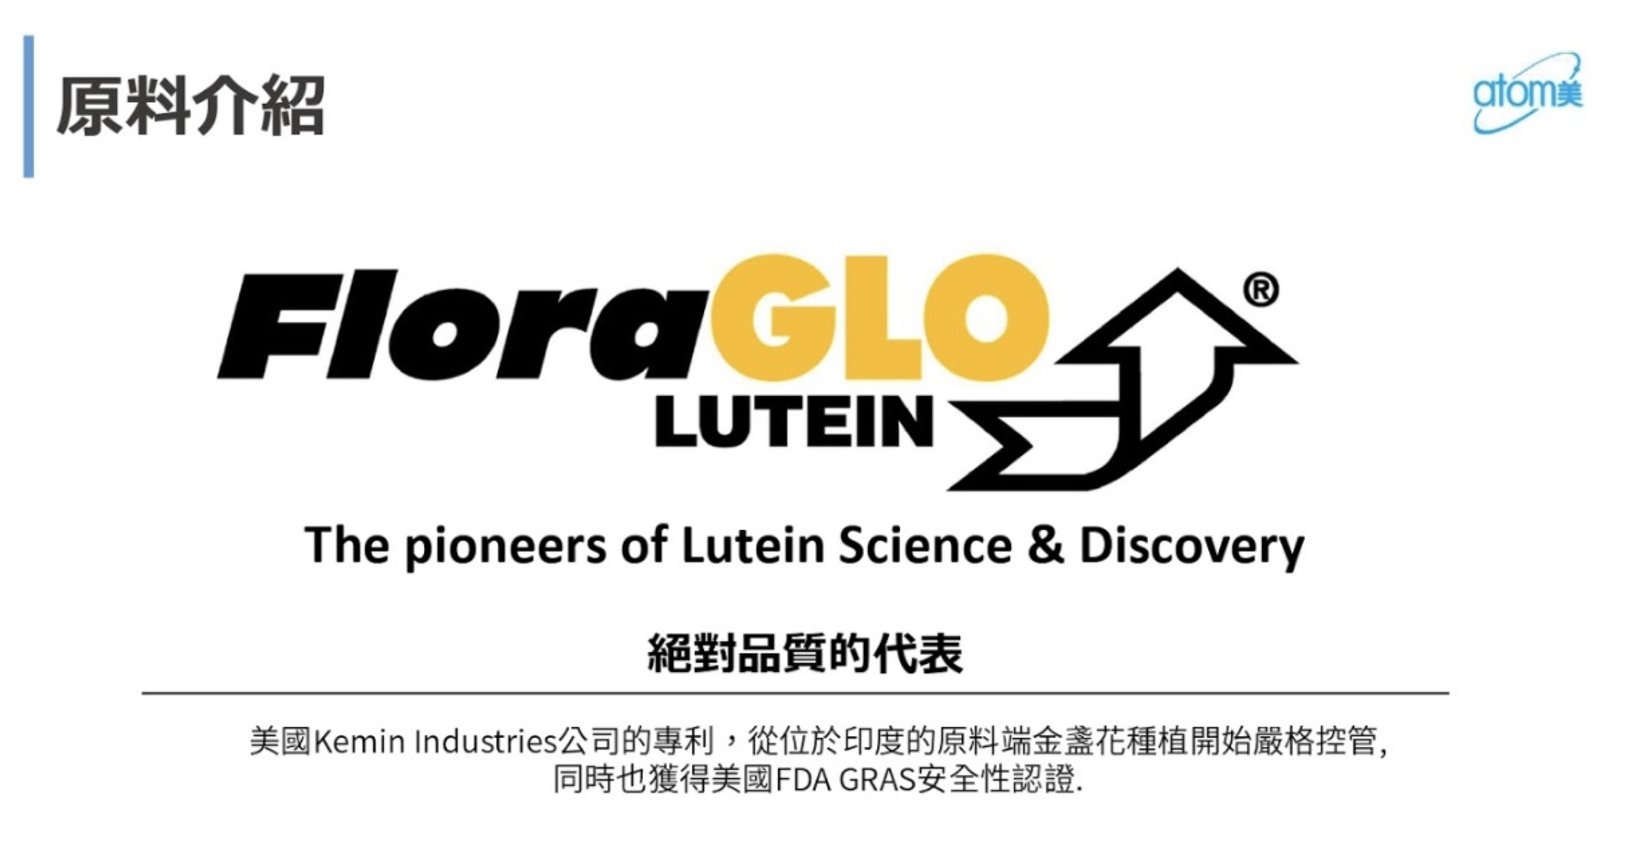 原料介紹
atom美
FloraGLO®
LUTEIN
The pioneers of Lutein Science & Discovery
絕對品質的代表
美國Kemin Industries公司的專利，從位於印度的原料端金盞花種植開始嚴格控管,
同時也獲得美國FDA GRAS安全性認證.